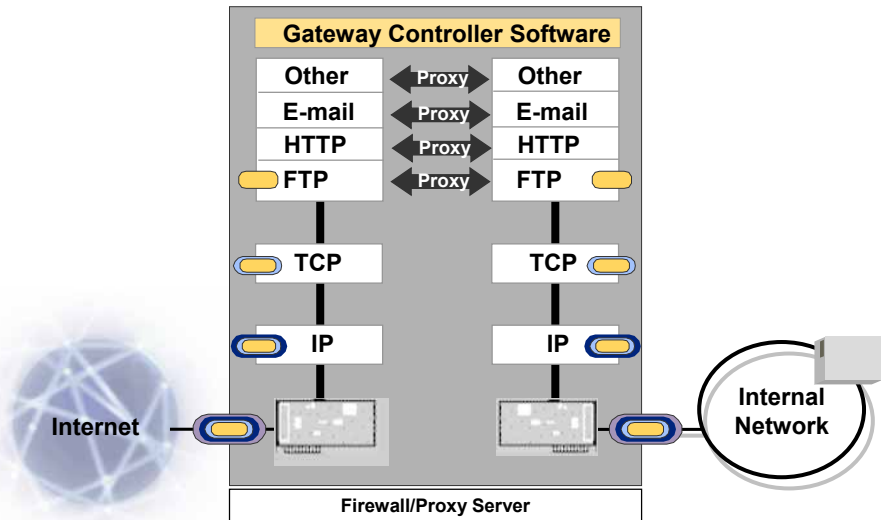 Gateway Controller Software
Other Proxy Other
E-mail Proxy E-mail
HTTP Proxy HTTP
FTP Proxy FTP
TCP TCP
IP IP
Internet
Internal
Network
Firewall/Proxy Server